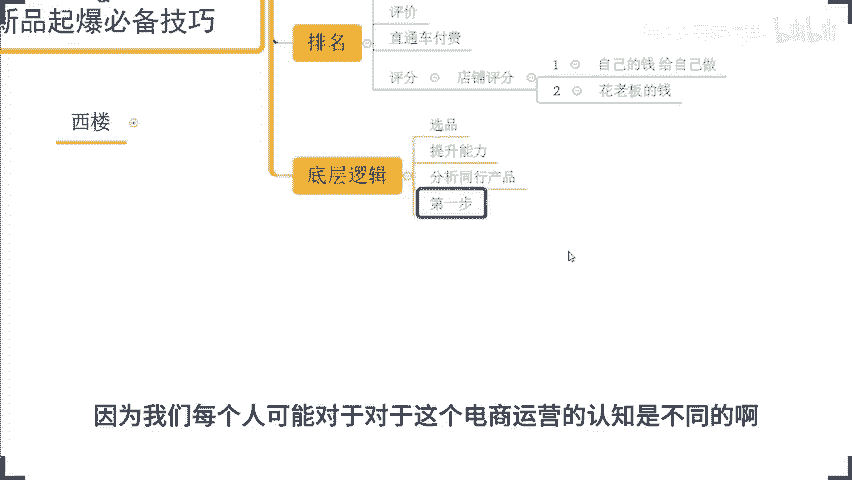 新品起爆必备技巧
西楼
排名
评价
直通车付费
评分
店铺评分
1
自己的钱 给自己做
2
花老板的钱
底层逻辑
选品
提升能力
分析同行产品
第一步
bilibili
因为我们每个人可能对于对于这个电商运营的认知是不同的啊